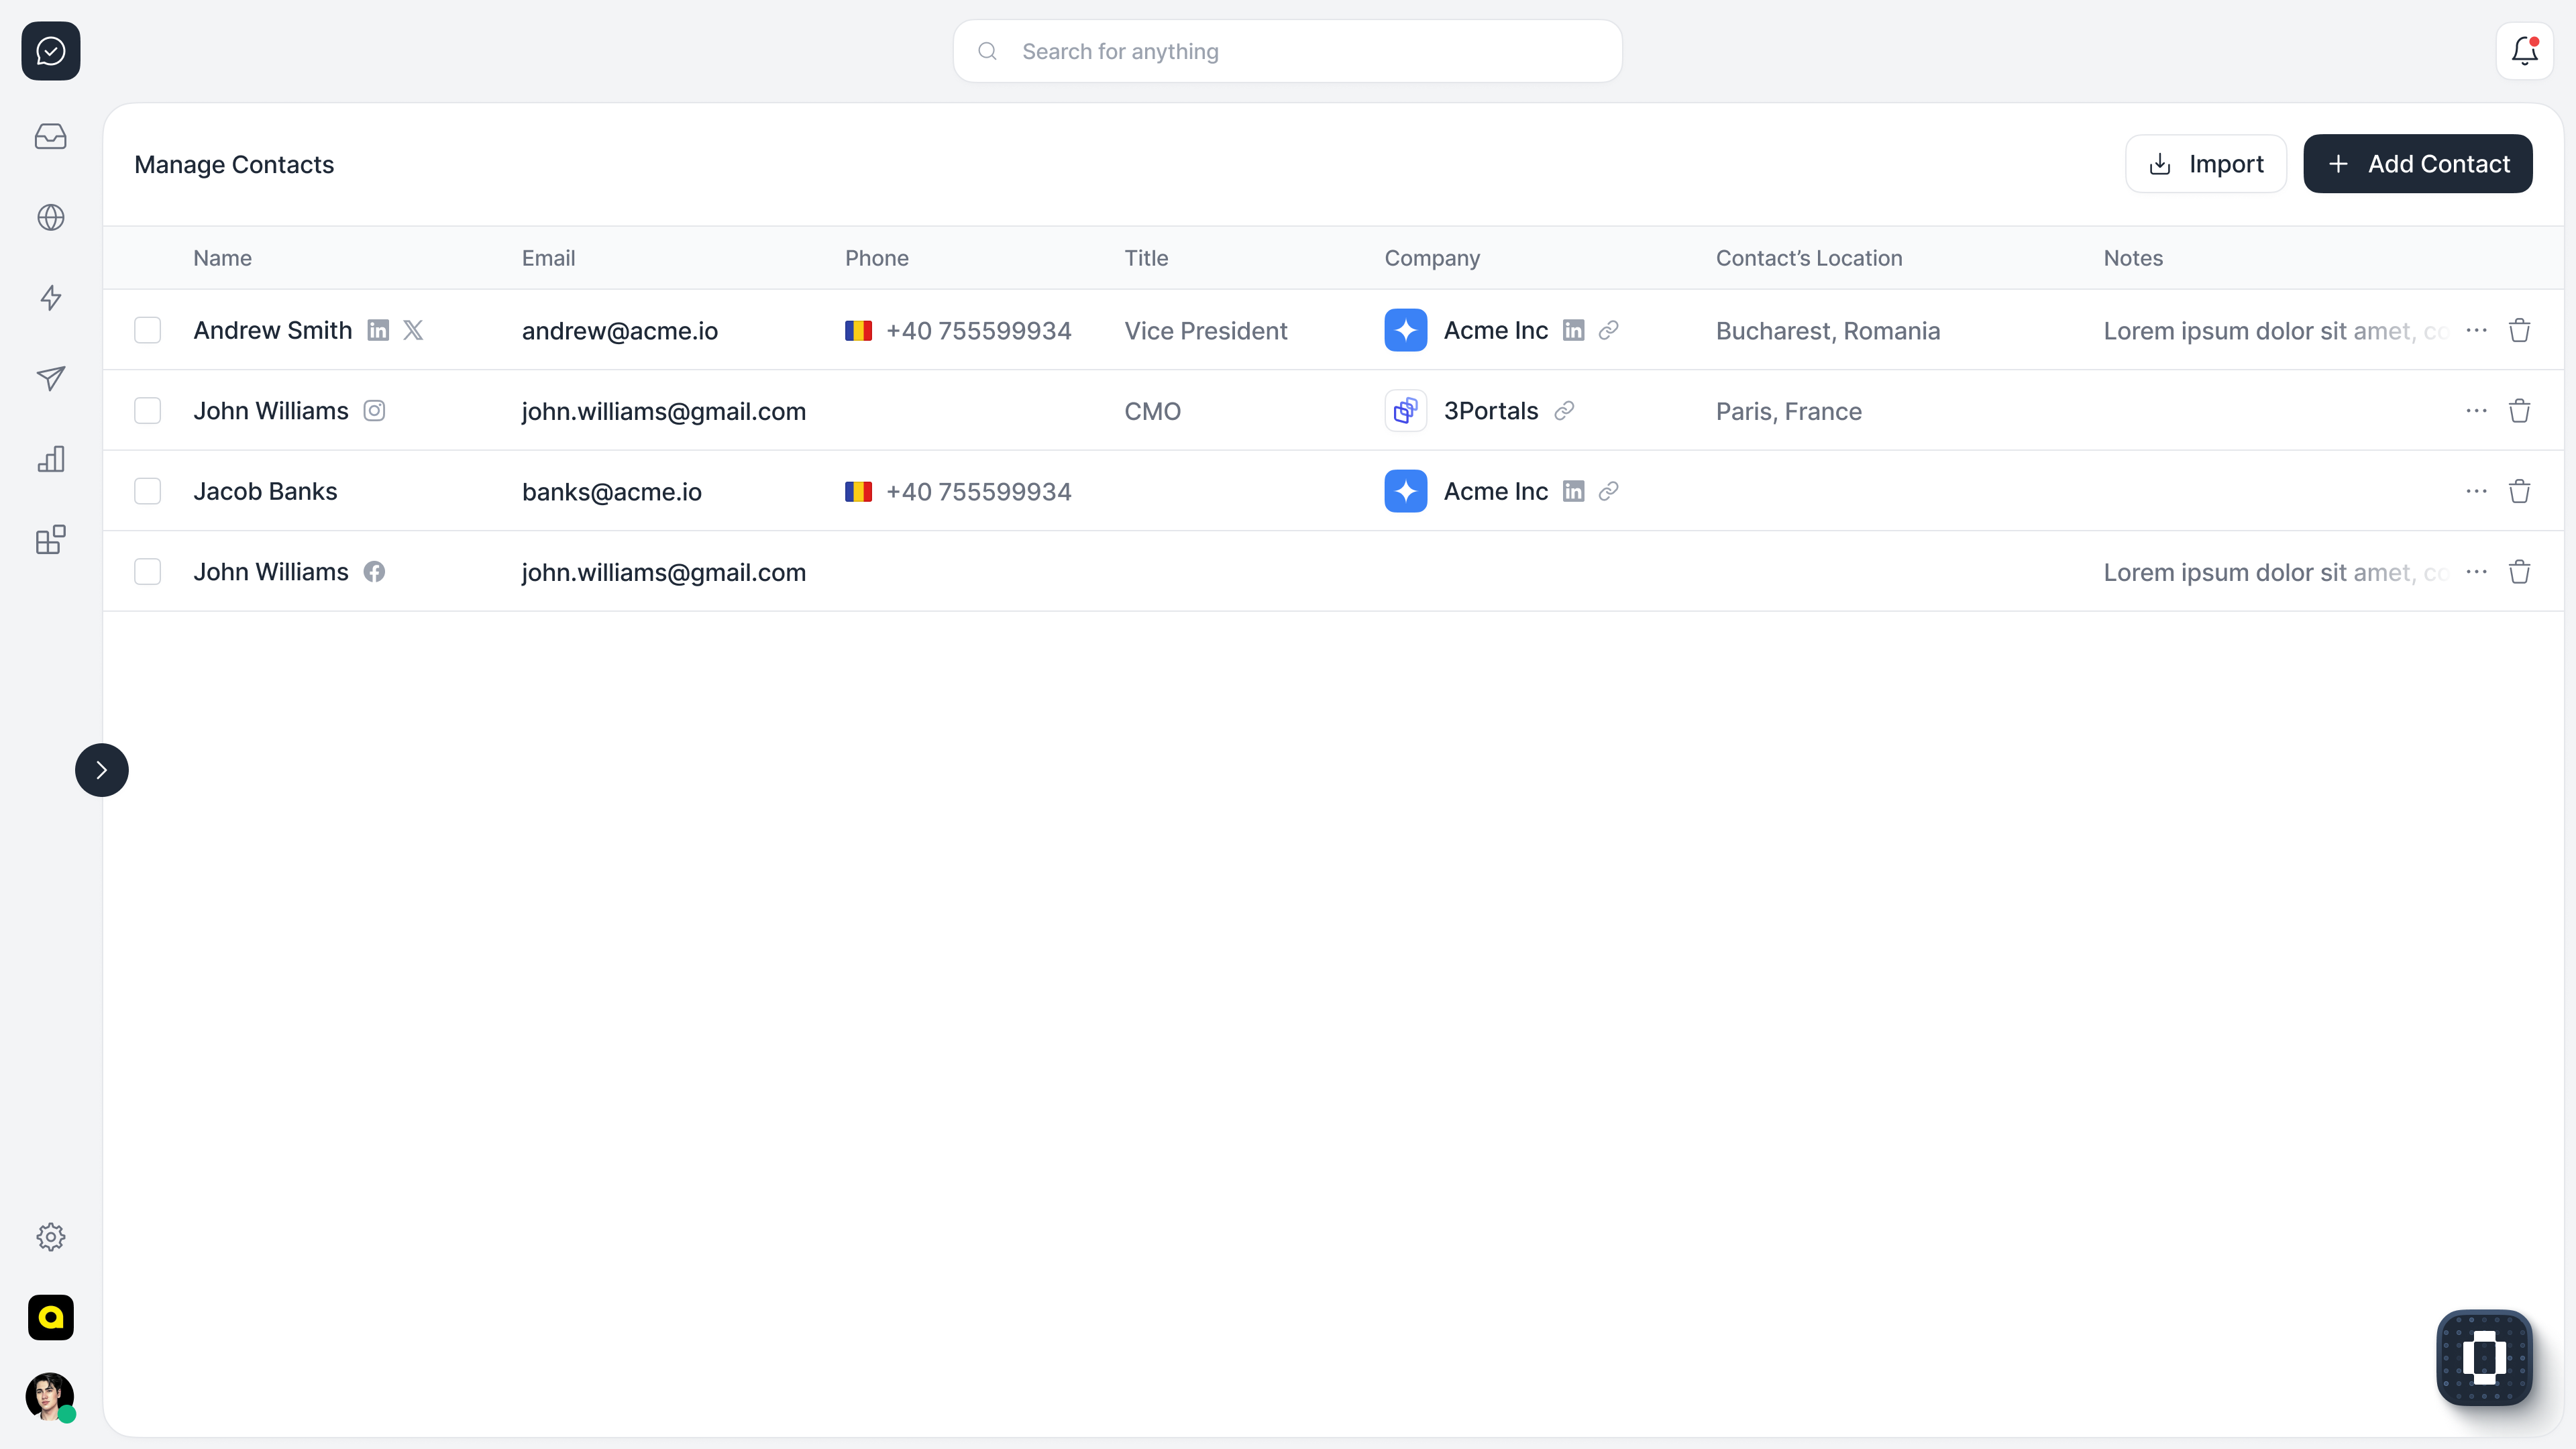 Search for anything
Manage Contacts
Import
Add Contact
Name Email Phone Title Company Contact’s Location Notes
Andrew Smith andrew@acme.io +40 755599934 Vice President Acme Inc Bucharest, Romania Lorem ipsum dolor sit amet, co
John Williams john.williams@gmail.com CMO 3Portals Paris, France
Jacob Banks banks@acme.io +40 755599934 Acme Inc
John Williams john.williams@gmail.com Lorem ipsum dolor sit amet, co